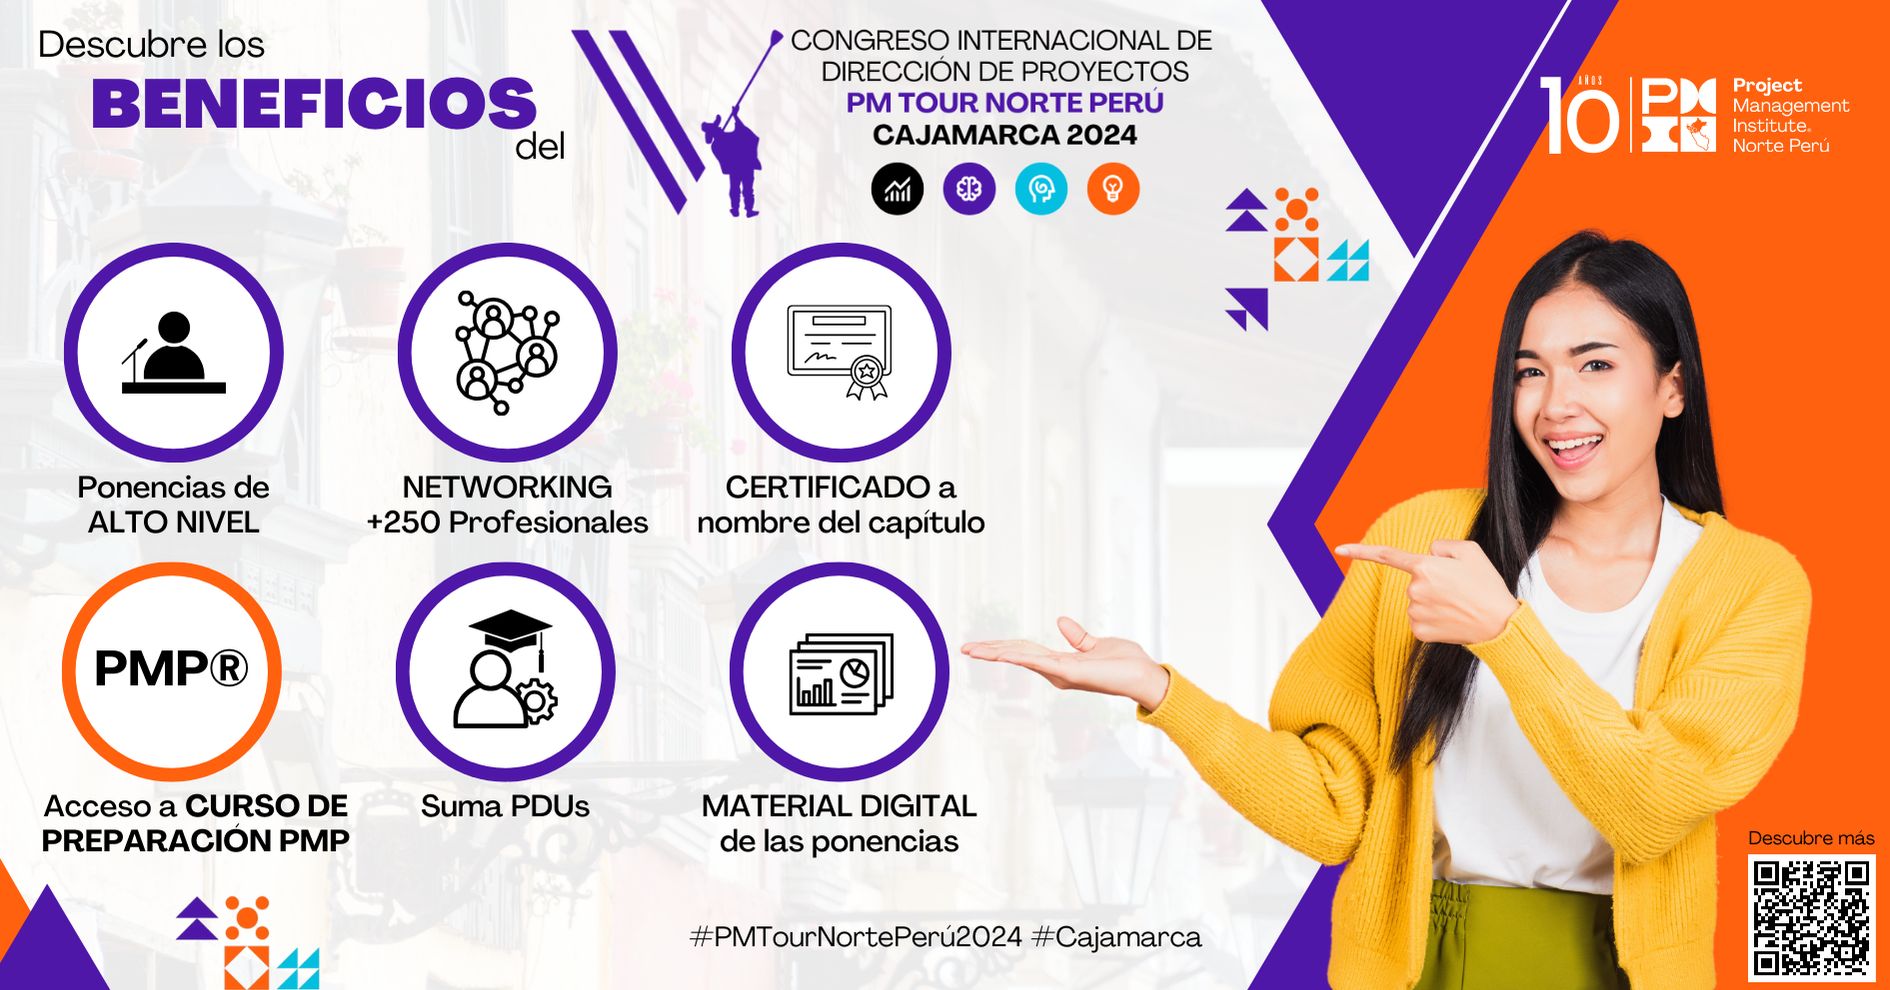 Descubre los
BENEFICIOS
del
CONGRESO INTERNACIONAL DE
DIRECCIÓN DE PROYECTOS
PM TOUR NORTE PERÚ
CAJAMARCA 2024
10 AÑOS
PMI
Project
Management
Institute®
Norte Perú
Ponencias de
ALTO NIVEL
NETWORKING
+250 Profesionales
CERTIFICADO a
nombre del capítulo
PMP®
Acceso a CURSO DE
PREPARACIÓN PMP
Suma PDUs
MATERIAL DIGITAL
de las ponencias
Descubre más
#PMTourNortePerú2024 #Cajamarca